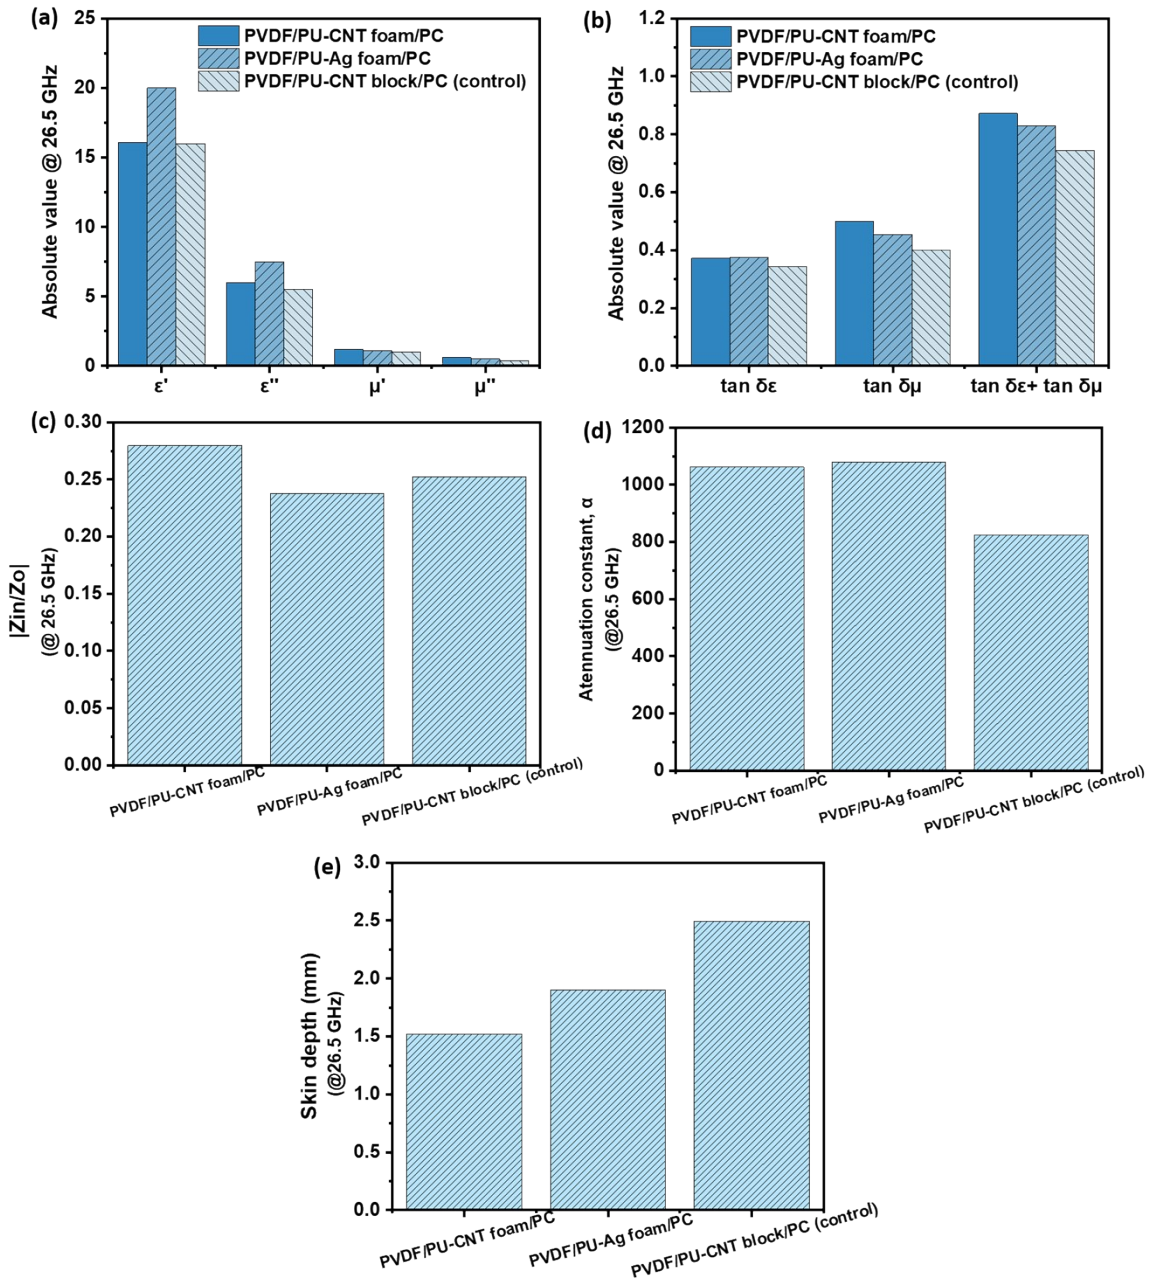 (a)
25
20
15
10
5
0
Absolute value @ 26.5 GHz
PVDF/PU-CNT foam/PC
PVDF/PU-Ag foam/PC
PVDF/PU-CNT block/PC (control)
ε'
ε"
μ'
μ"
(b)
1.2
1.0
0.8
0.6
0.4
0.2
0.0
Absolute value @ 26.5 GHz
PVDF/PU-CNT foam/PC
PVDF/PU-Ag foam/PC
PVDF/PU-CNT block/PC (control)
tan δε
tan δμ
tan δε+ tan δμ
(c)
0.30
0.25
0.20
0.15
0.10
0.05
0.00
|Zin/Zo|
(@ 26.5 GHz)
PVDF/PU-CNT foam/PC
PVDF/PU-Ag foam/PC
PVDF/PU-CNT block/PC (control)
(d)
1200
1000
800
600
400
200
0
Atennuation constant, α
(@26.5 GHz)
PVDF/PU-CNT foam/PC
PVDF/PU-Ag foam/PC
PVDF/PU-CNT block/PC (control)
(e)
3.0
2.5
2.0
1.5
1.0
0.5
0.0
Skin depth (mm)
(@26.5 GHz)
PVDF/PU-CNT foam/PC
PVDF/PU-Ag foam/PC
PVDF/PU-CNT block/PC (control)